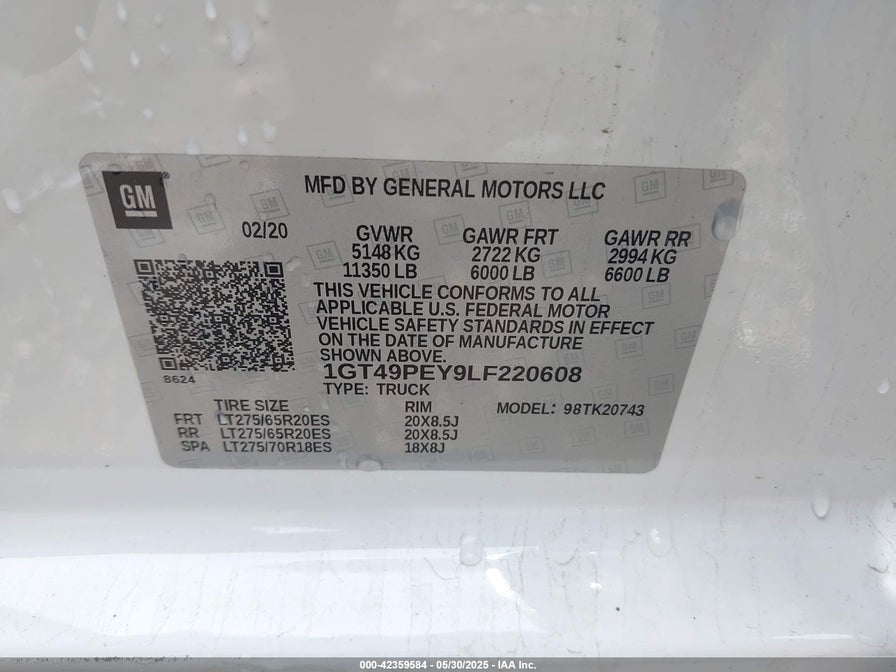 GM®
MFD BY GENERAL MOTORS LLC
02/20
GVWR GAWR FRT GAWR RR
5148 KG 2722 KG 2994 KG
11350 LB 6000 LB 6600 LB
THIS VEHICLE CONFORMS TO ALL
APPLICABLE U.S. FEDERAL MOTOR
VEHICLE SAFETY STANDARDS IN EFFECT
ON THE DATE OF MANUFACTURE
SHOWN ABOVE.
8624
1GT49PEY9LF220608
TYPE: TRUCK
TIRE SIZE RIM MODEL: 98TK20743
FRT LT275/65R20ES 20X8.5J
RR LT275/65R20ES 20X8.5J
SPA LT275/70R18ES 18X8J
000-42359584 - 05/30/2025 - IAA Inc.